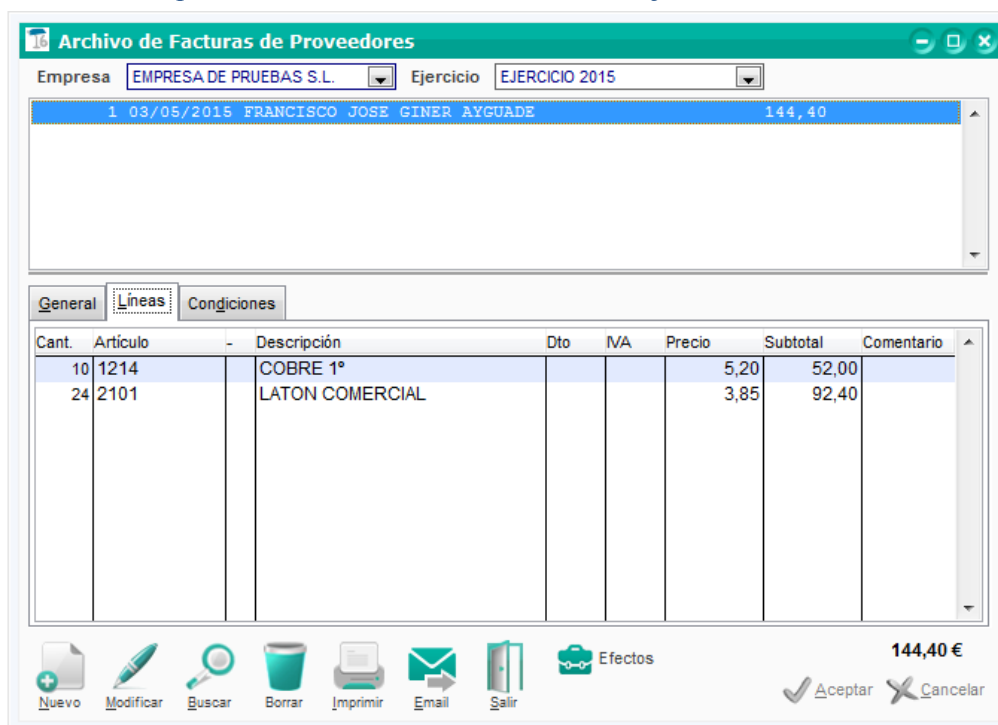 16 Archivo de Facturas de Proveedores
Empresa EMPRESA DE PRUEBAS S.L. Ejercicio EJERCICIO 2015
1 03/05/2015 FRANCISCO JOSE GINER AYGUADE 144,40
General Líneas Condiciones
Cant. Artículo - Descripción Dto IVA Precio Subtotal Comentario
10 1214 COBRE 1º 5,20 52,00
24 2101 LATON COMERCIAL 3,85 92,40
Efectos 144,40 €
Nuevo Modificar Buscar Borrar Imprimir Email Salir Aceptar Cancelar